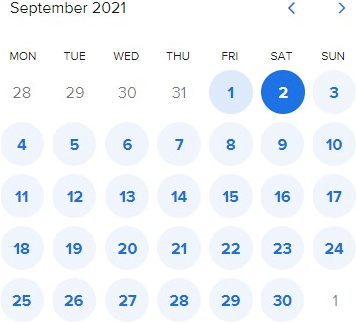 September 2021
MON TUE WED THU FRI SAT SUN
28 29 30 31 1 2 3
4 5 6 7 8 9 10
11 12 13 14 15 16 17
18 19 20 21 22 23 24
25 26 27 28 29 30 1